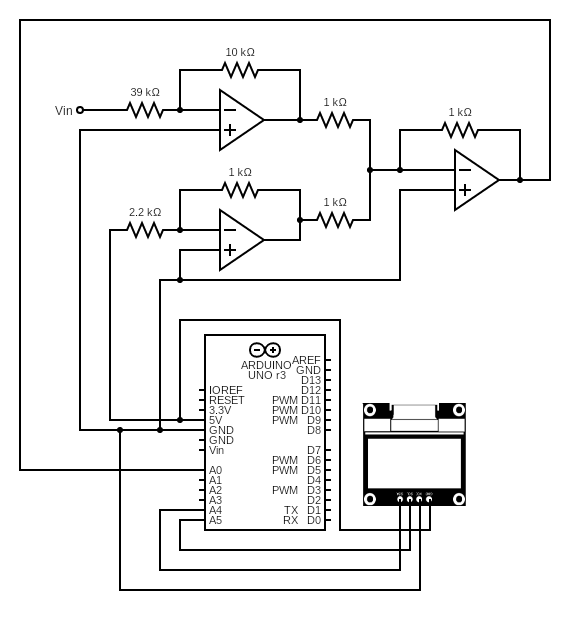 10 kΩ
39 kΩ
1 kΩ
1 kΩ
Vin
1 kΩ
1 kΩ
2.2 kΩ
ARDUINO
UNO r3
AREF
GND
D13
IOREF
D12
RESET
PWM D11
3.3V
PWM D10
5V
PWM D9
GND
D8
GND
Vin
D7
PWM D6
A0
PWM D5
A1
D4
A2
PWM D3
A3
D2
A4
TX D1
A5
RX D0